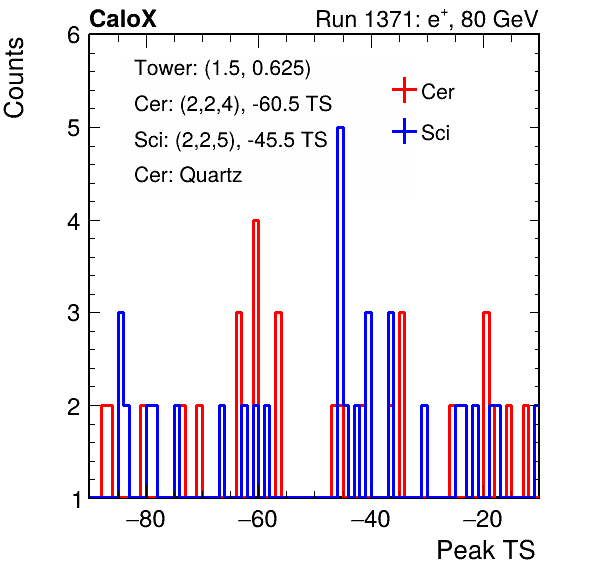 CaloX Run 1371: e⁺, 80 GeV
Counts
6
5
4
3
2
1
Tower: (1.5, 0.625)
Cer: (2,2,4), -60.5 TS
Sci: (2,2,5), -45.5 TS
Cer: Quartz
Cer
Sci
−80 −60 −40 −20
Peak TS